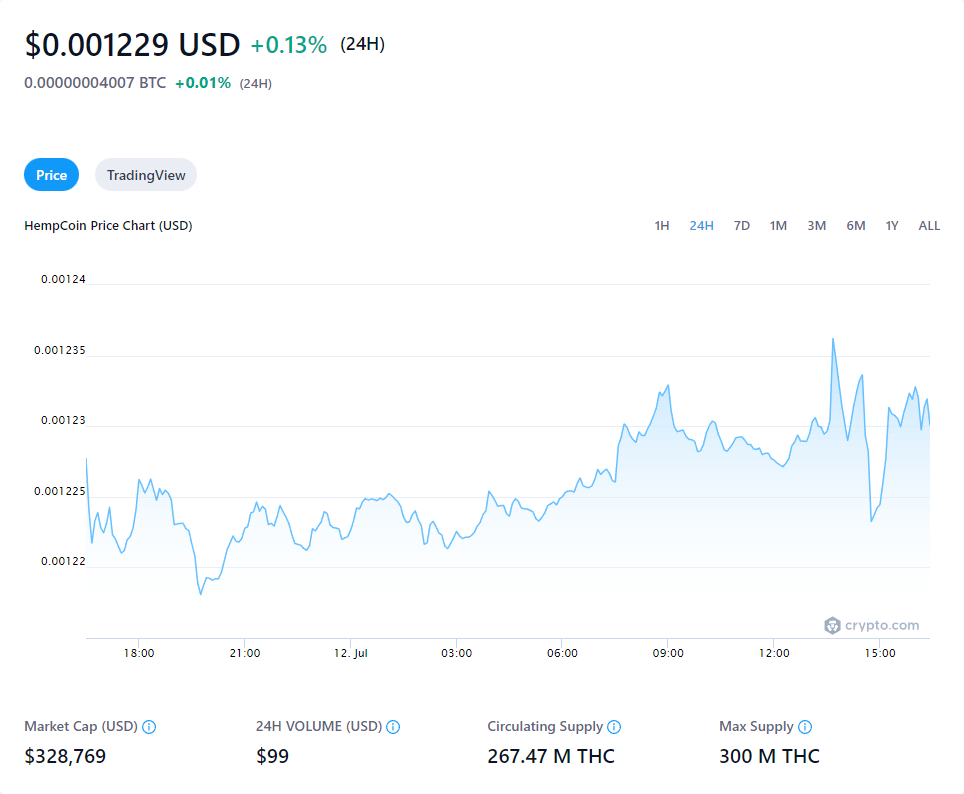 $0.001229 USD +0.13% (24H)
0.00000004007 BTC +0.01% (24H)
Price TradingView
HempCoin Price Chart (USD) 1H 24H 7D 1M 3M 6M 1Y ALL
0.00124
0.001235
0.00123
0.001225
0.00122
crypto.com
18:00 21:00 12. Jul 03:00 06:00 09:00 12:00 15:00
Market Cap (USD) 24H VOLUME (USD) Circulating Supply Max Supply
$328,769 $99 267.47 M THC 300 M THC